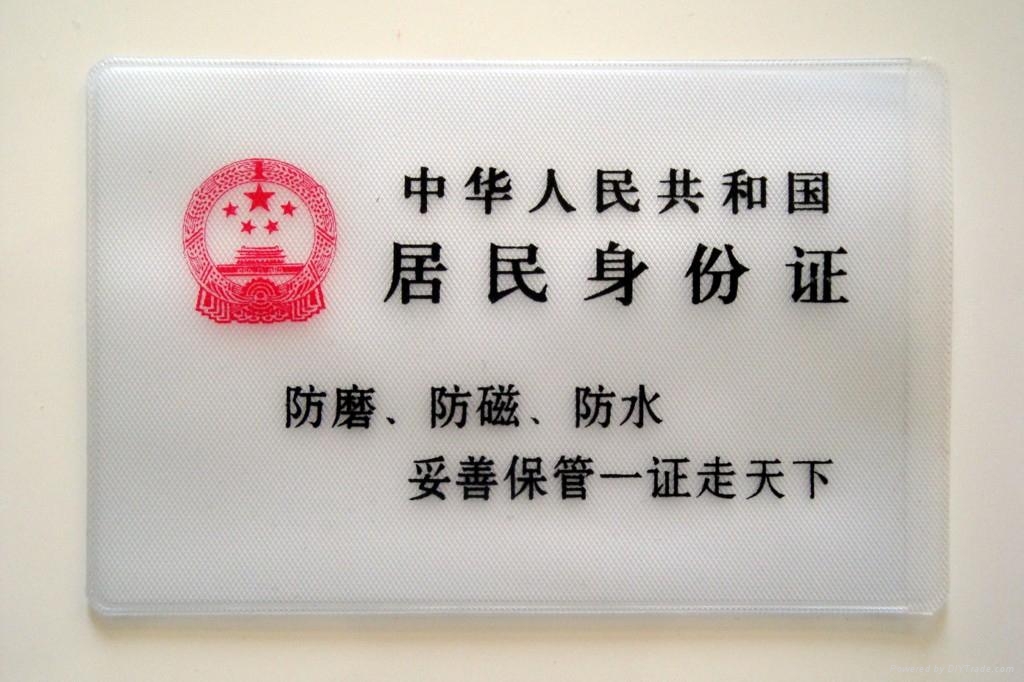 中华人民共和国
居民身份证
防磨、防磁、防水
妥善保管一证走天下